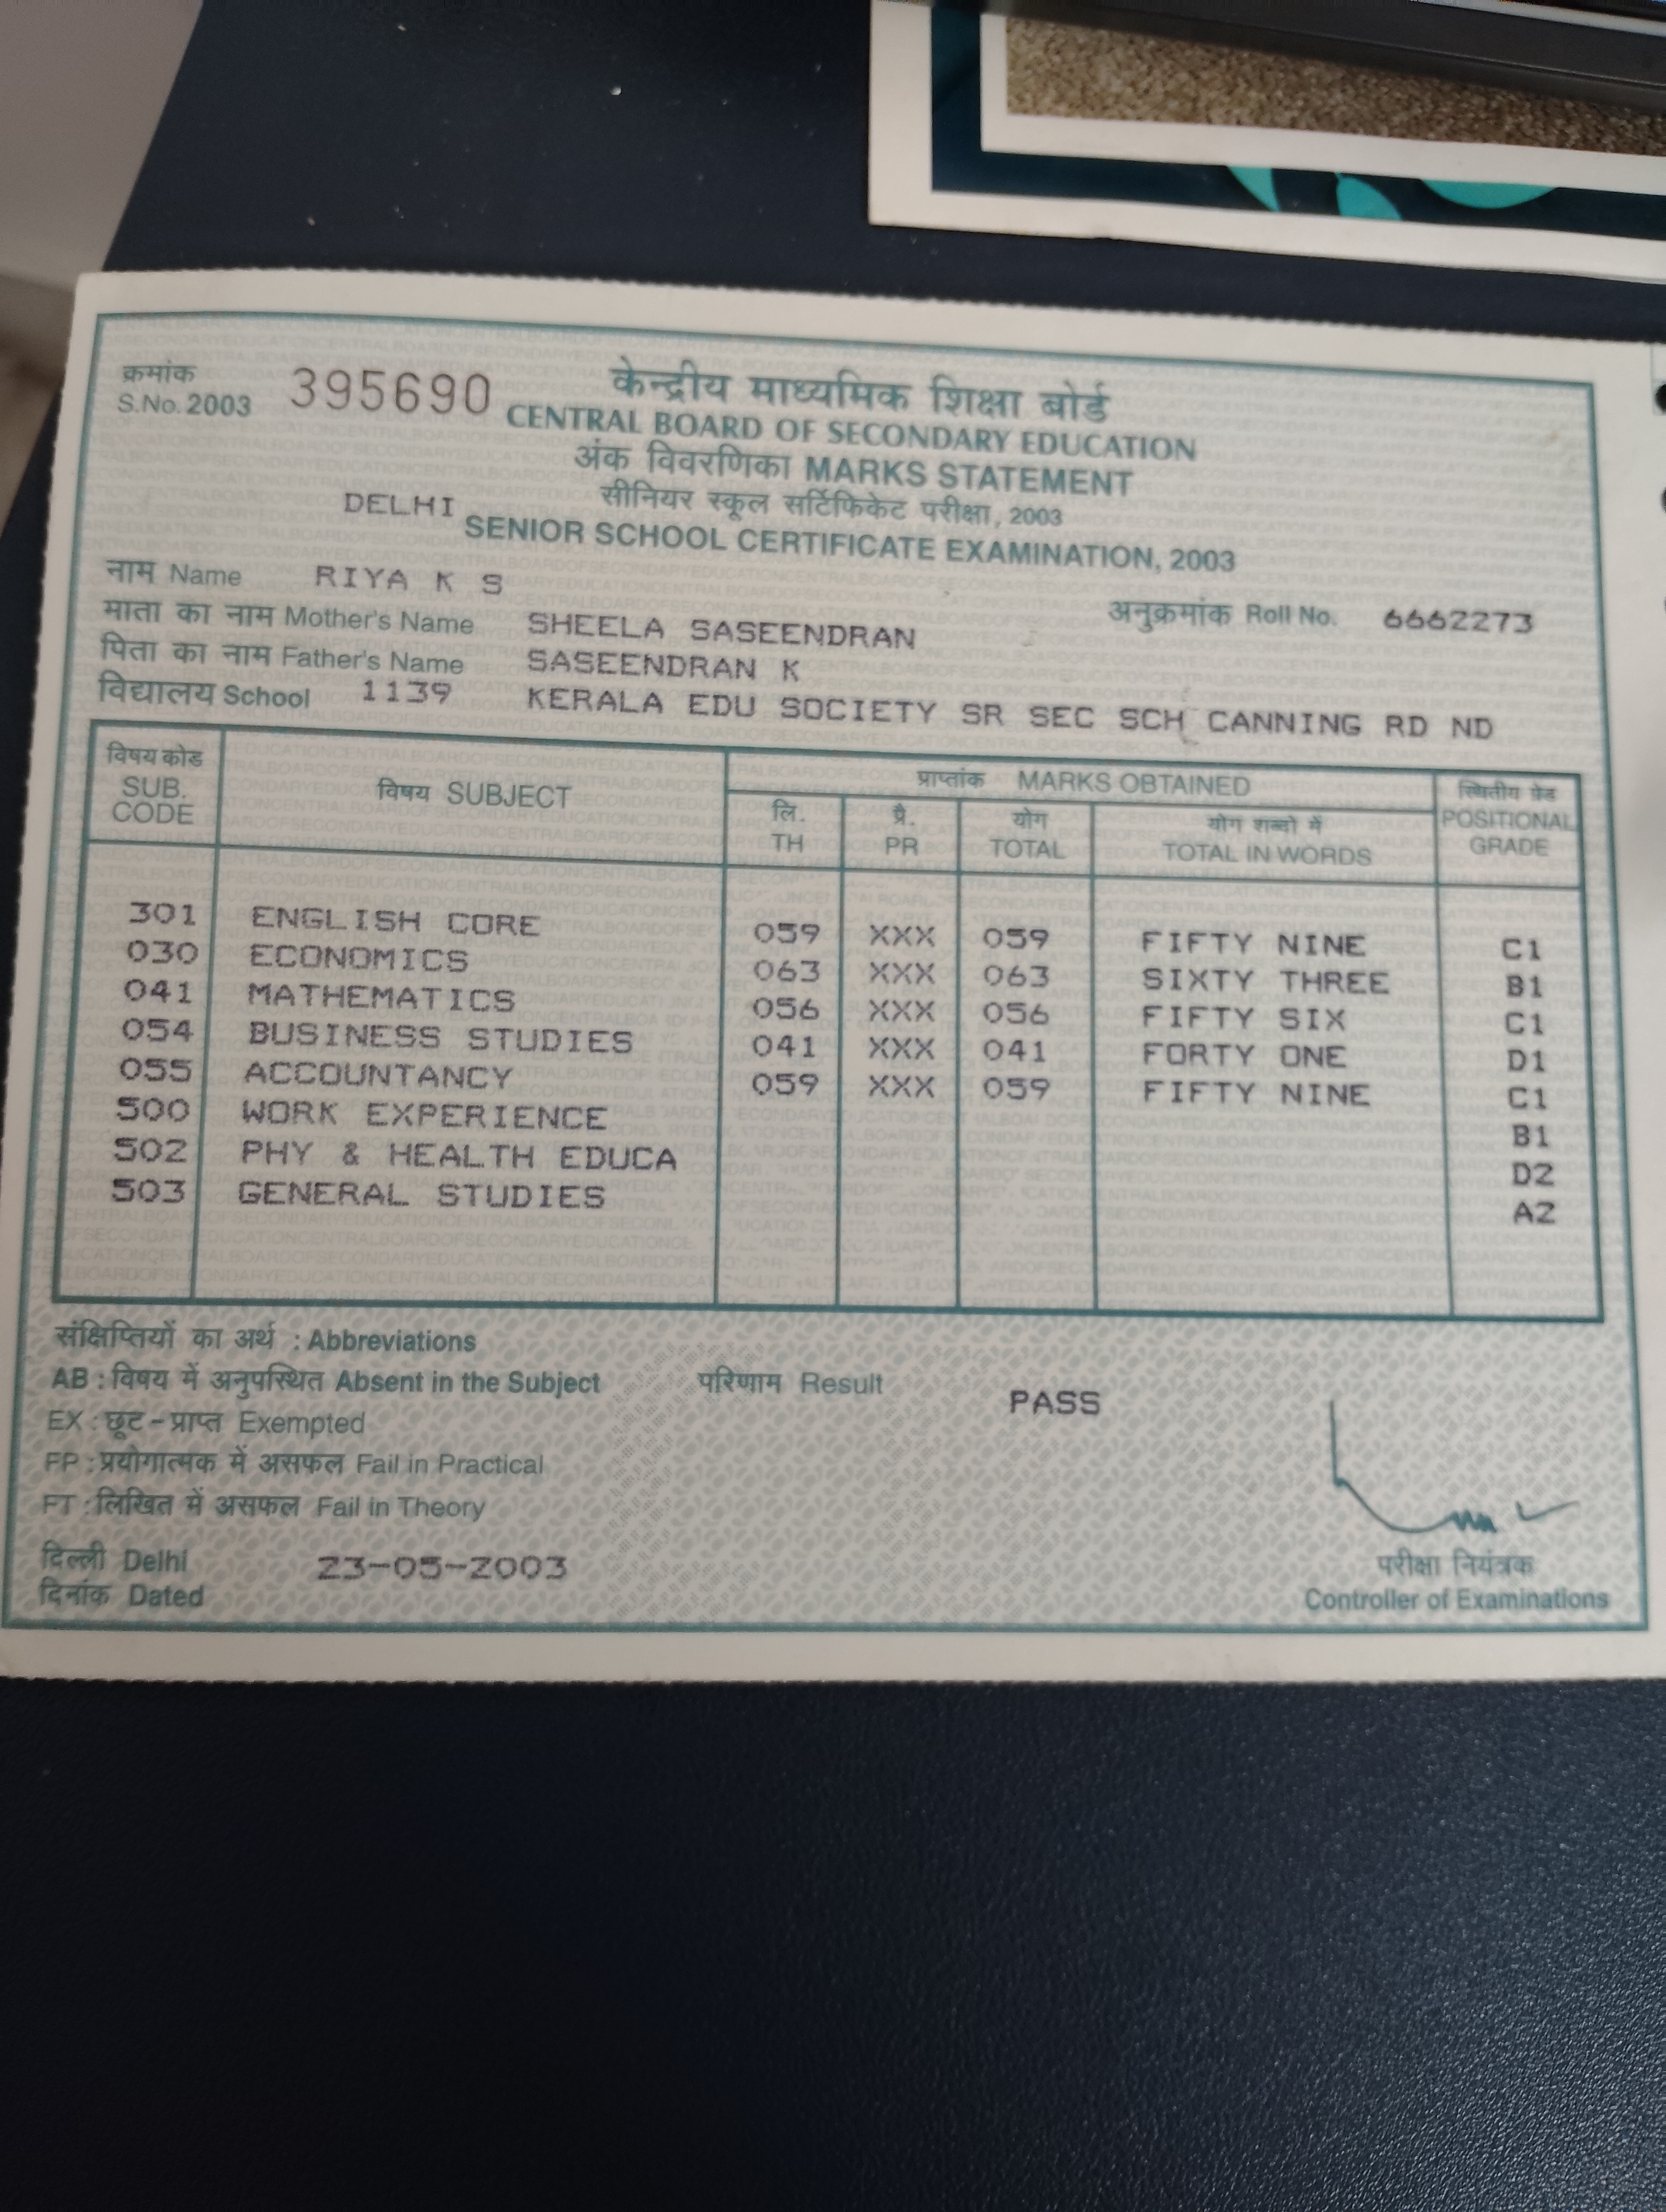 क्रमांक
S.No. 2003 395690
केन्द्रीय माध्यमिक शिक्षा बोर्ड
CENTRAL BOARD OF SECONDARY EDUCATION
अंक विवरणिका MARKS STATEMENT
DELHI सीनियर स्कूल सर्टिफिकेट परीक्षा, 2003
SENIOR SCHOOL CERTIFICATE EXAMINATION, 2003
नाम Name RIYA K S
अनुक्रमांक Roll No. 6662273
माता का नाम Mother's Name SHEELA SASEENDRAN
पिता का नाम Father's Name SASEENDRAN K
विद्यालय School 1139 KERALA EDU SOCIETY SR SEC SCH CANNING RD ND
विषय कोड विषय SUBJECT प्राप्तांक MARKS OBTAINED स्थितीय ग्रेड
SUB. CODE लि. प्रै. योग योग शब्दों में POSITIONAL
TH PR TOTAL TOTAL IN WORDS GRADE
301 ENGLISH CORE 059 XXX 059 FIFTY NINE C1
030 ECONOMICS 063 XXX 063 SIXTY THREE B1
041 MATHEMATICS 056 XXX 056 FIFTY SIX C1
054 BUSINESS STUDIES 041 XXX 041 FORTY ONE D1
055 ACCOUNTANCY 059 XXX 059 FIFTY NINE C1
500 WORK EXPERIENCE B1
502 PHY & HEALTH EDUCA D2
503 GENERAL STUDIES A2
संक्षिप्तियों का अर्थ : Abbreviations
AB : विषय में अनुपस्थित Absent in the Subject परिणाम Result PASS
EX : छूट - प्राप्त Exempted
FP : प्रयोगात्मक में असफल Fail in Practical
FT : लिखित में असफल Fail in Theory
दिल्ली Delhi
दिनांक Dated 23-05-2003
परीक्षा नियंत्रक
Controller of Examinations